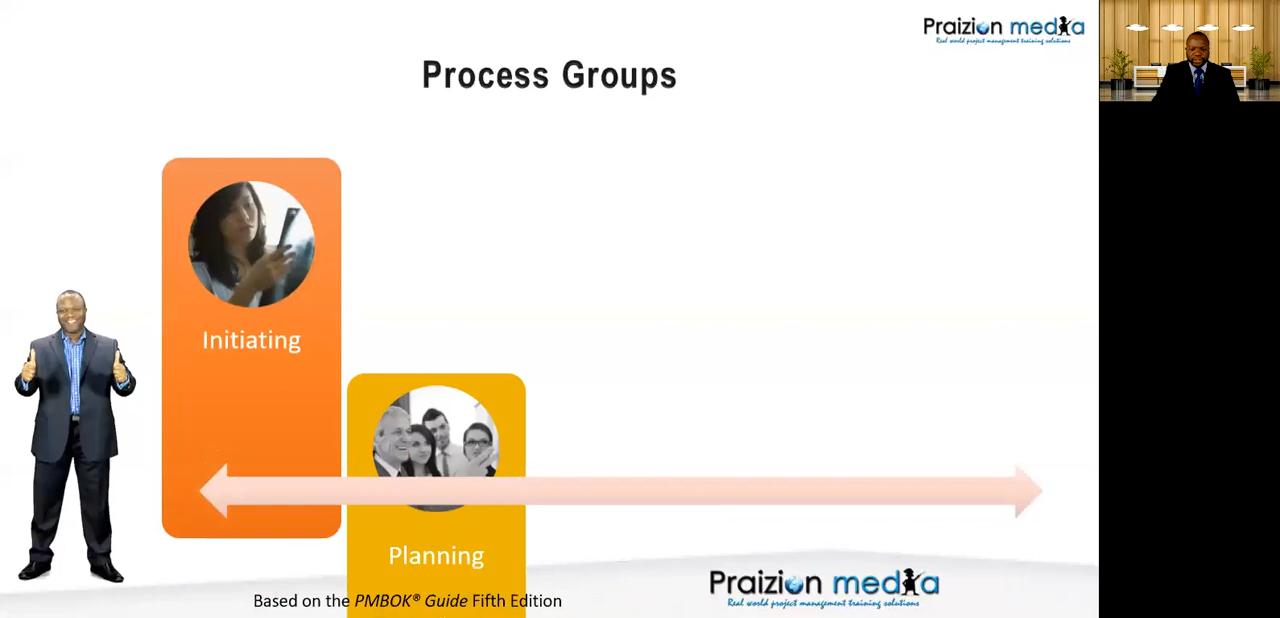 Praizion media
Real world project management training solutions
Process Groups
Initiating
Planning
Based on the PMBOK® Guide Fifth Edition
Praizion media
Real world project management training solutions